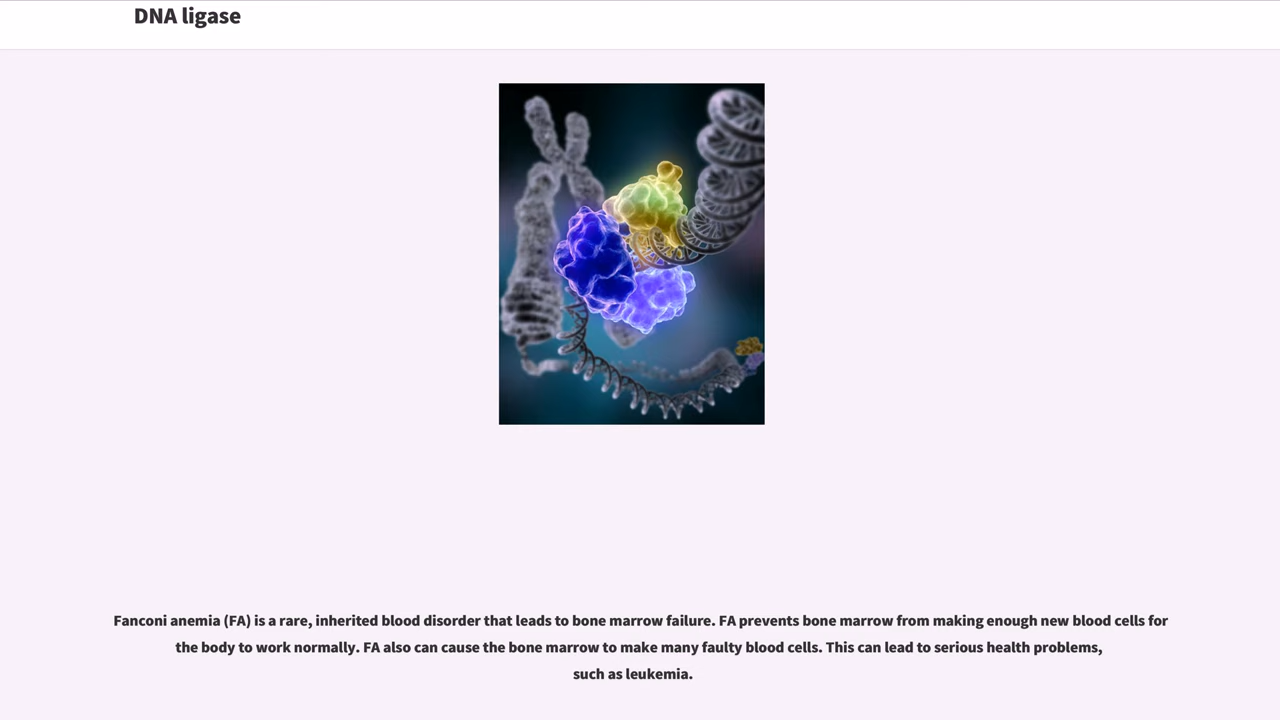 DNA ligase
Fanconi anemia (FA) is a rare, inherited blood disorder that leads to bone marrow failure. FA prevents bone marrow from making enough new blood cells for
the body to work normally. FA also can cause the bone marrow to make many faulty blood cells. This can lead to serious health problems,
such as leukemia.